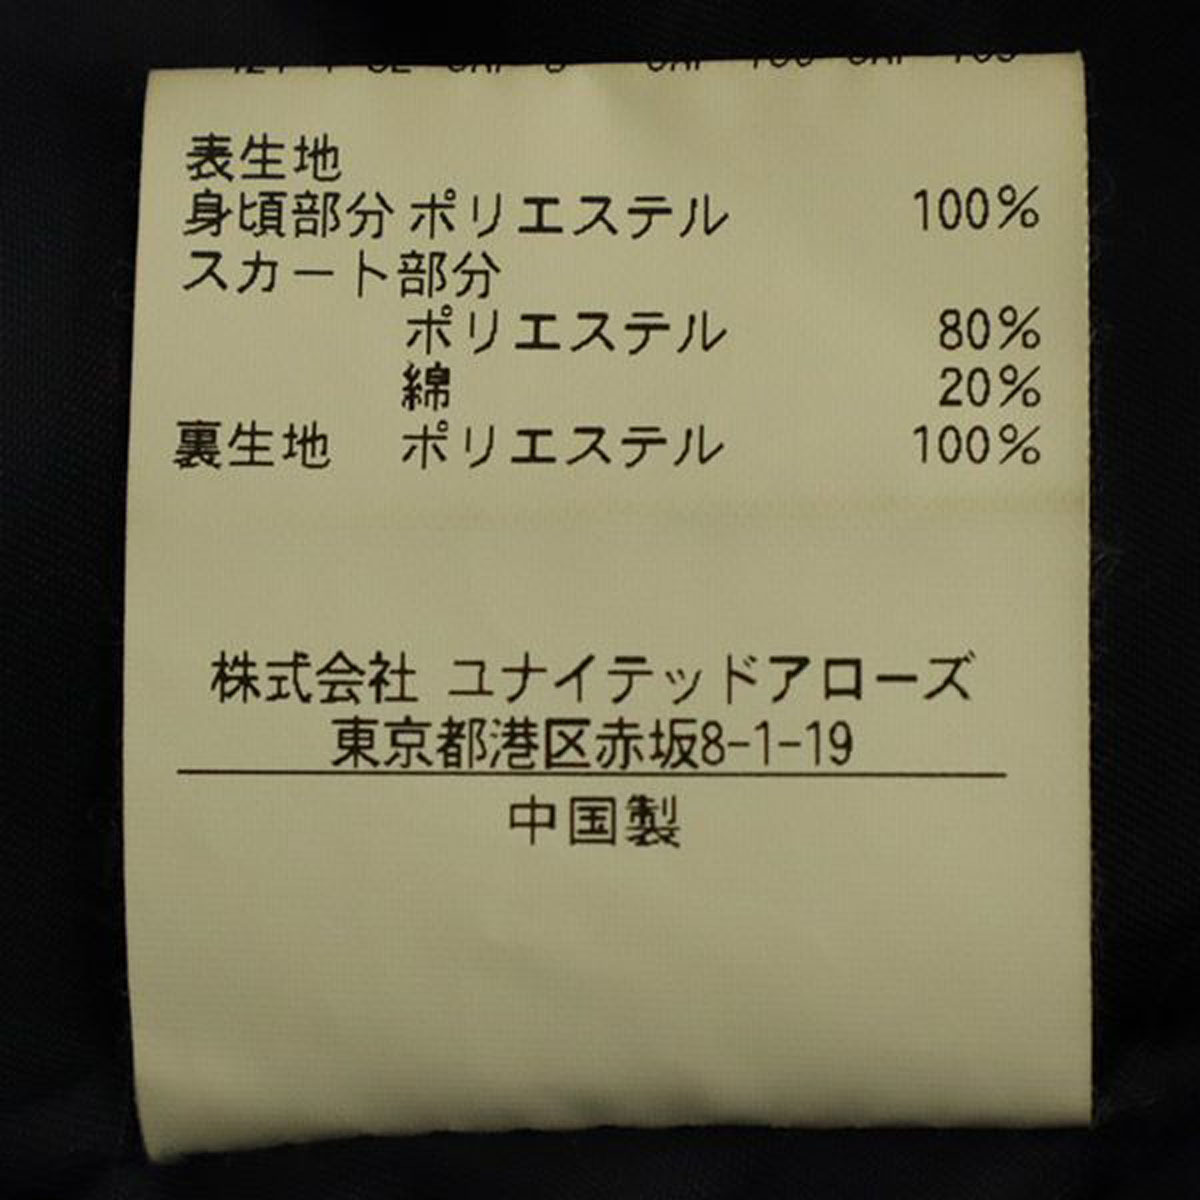 表生地
身頃部分 ポリエステル 100%
スカート部分
ポリエステル 80%
綿 20%
裏生地 ポリエステル 100%
株式会社 ユナイテッドアローズ
東京都港区赤坂8-1-19
中国製